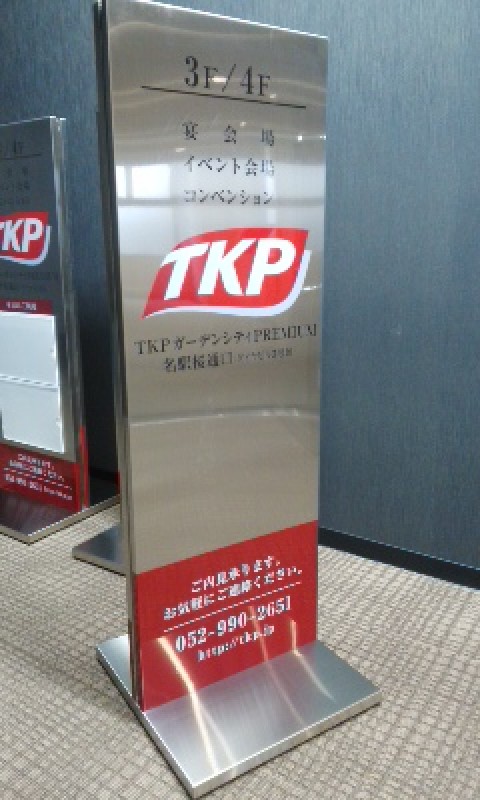 3F/4F
宴 会 場
イベント会場
コンベンション
TKP
TKPガーデンシティPREMIUM
名駅桜通口
ご内見承ります。
お気軽にご連絡ください。
052-990-2651
http://tkp.jp
TKP